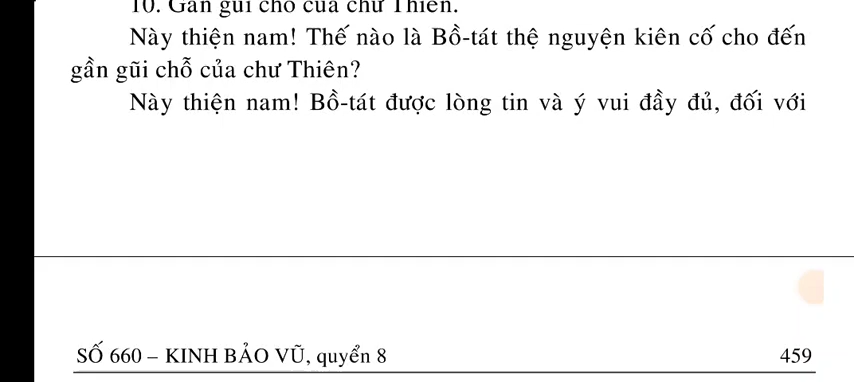 10. Gần gũi chỗ của chư Thiên.
Này thiện nam! Thế nào là Bồ-tát thệ nguyện kiên cố cho đến
gần gũi chỗ của chư Thiên?
Này thiện nam! Bồ-tát được lòng tin và ý vui đầy đủ, đối với
SỐ 660 – KINH BẢO VŨ, quyển 8
459